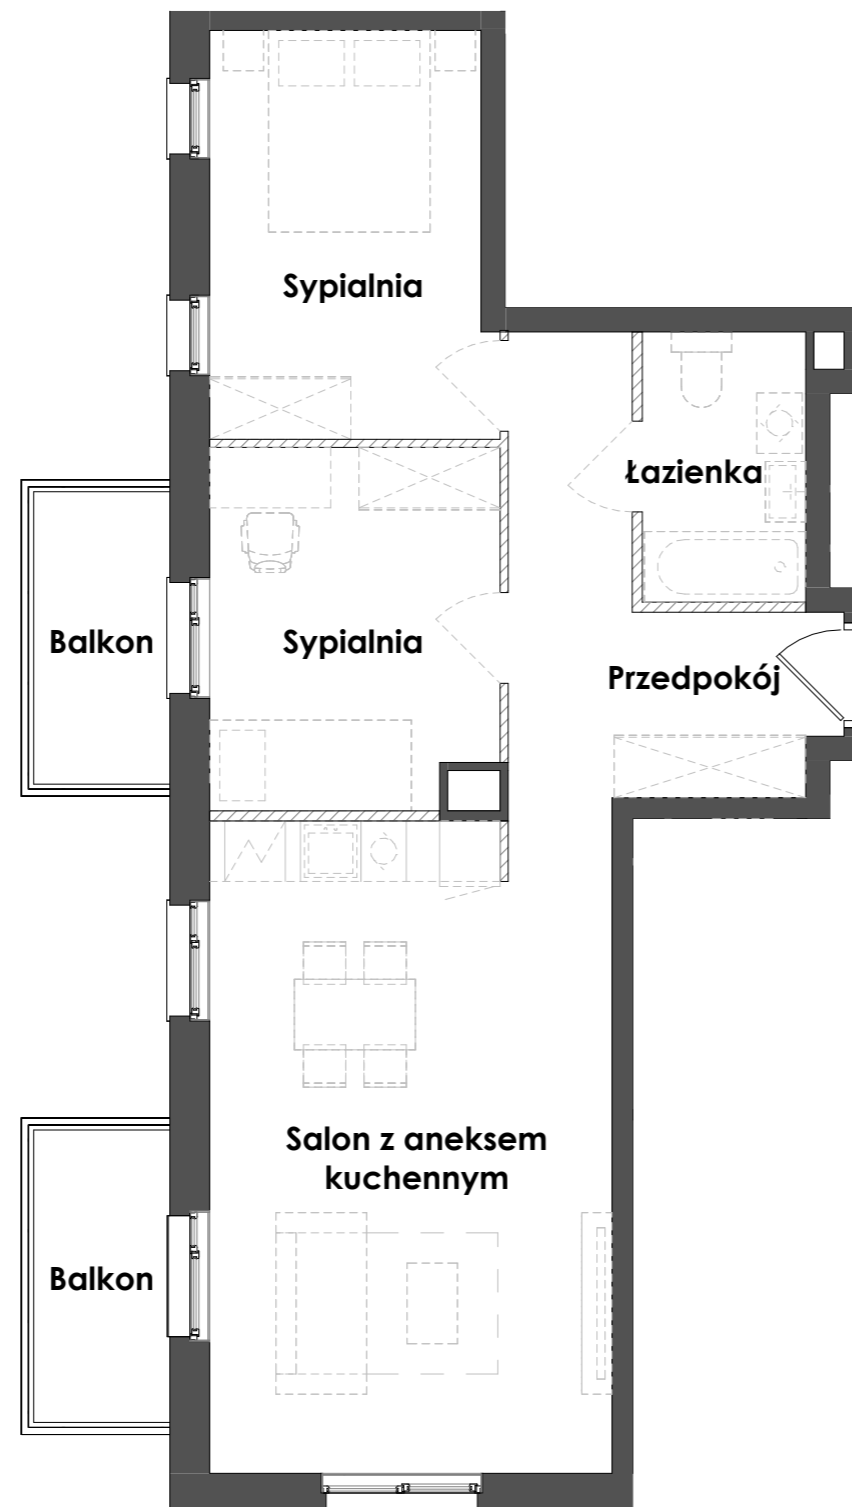 Sypialnia
Łazienka
Balkon
Sypialnia
Przedpokój
Salon z aneksem
kuchennym
Balkon